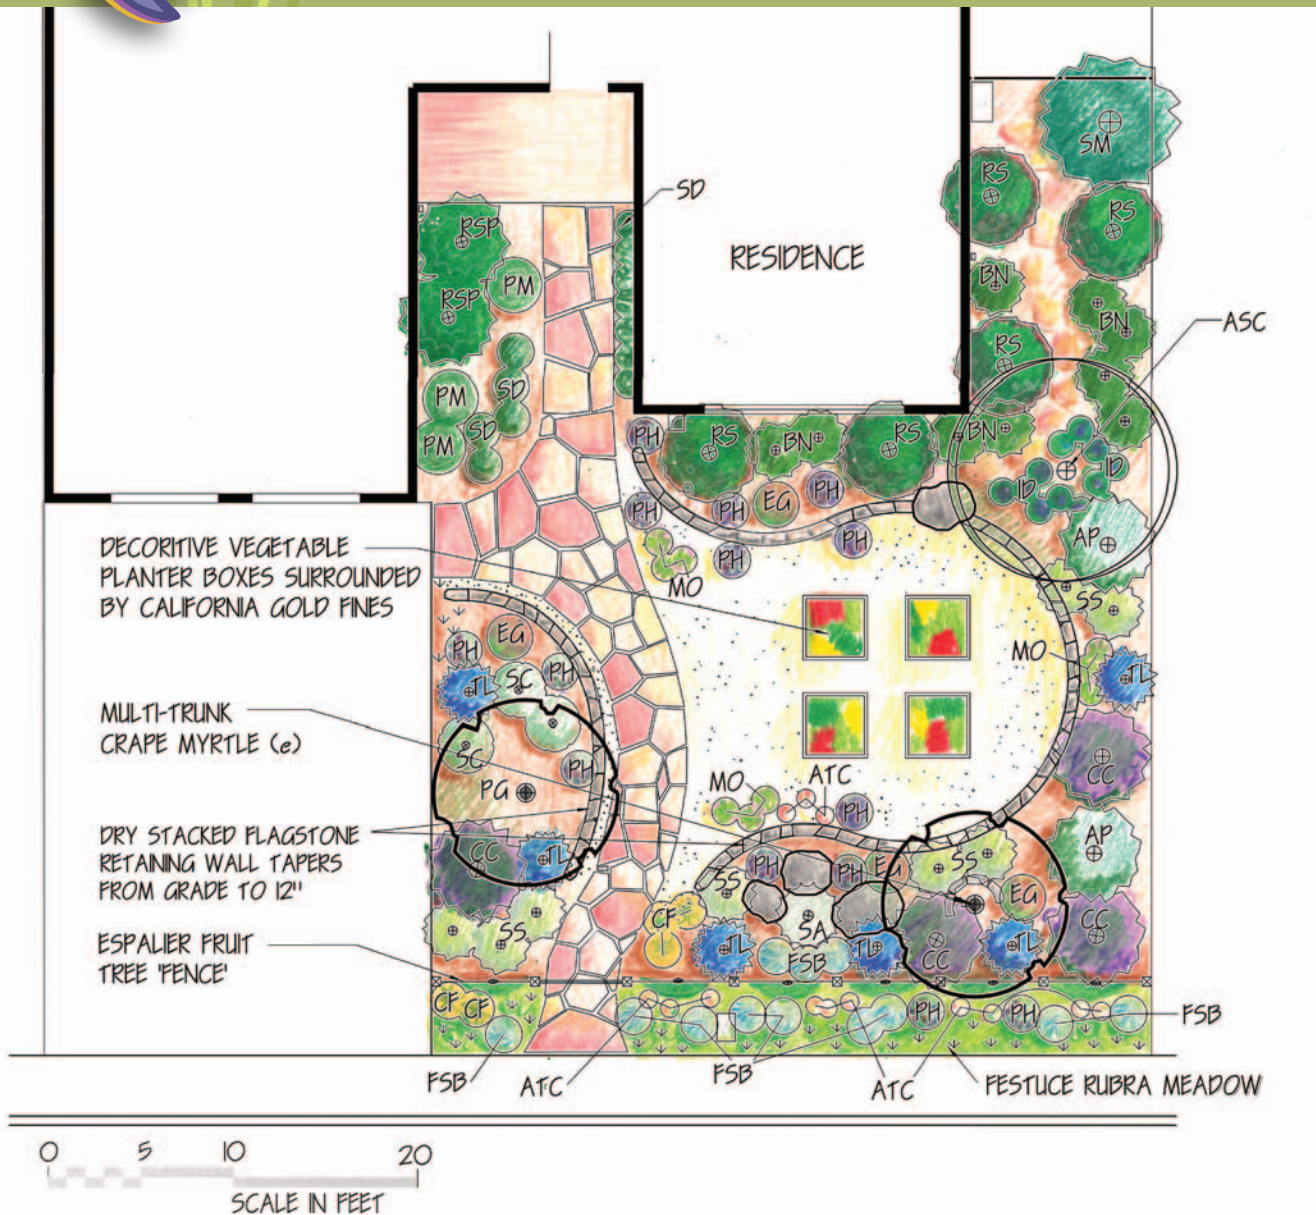 SM
RS
RSP
SD
RS
RESIDENCE
BN
PM
RSP
BN
ASC
RS
PM
SD
SD
PM
PH
RS
BN
RS
BN
ID
ID
PH
PH
EG
PH
AP
DECORITIVE VEGETABLE
PLANTER BOXES SURROUNDED
BY CALIFORNIA GOLD FINES
PH
PH
MO
SS
EG
PH
MO
PH
SC
TL
TL
MULTI-TRUNK
CRAPE MYRTLE (e)
SC
PH
CC
MO
ATC
PG
PH
DRY STACKED FLAGSTONE
RETAINING WALL TAPERS
FROM GRADE TO 12"
CC
TL
AP
SS
PH
PH
EG
SS
EG
CF
SA
SS
ESPALIER FRUIT
TREE 'FENCE'
TL
FSB
TL
CC
TL
CC
CF
CF
PH
PH
FSB
FSB
ATC
FSB
ATC
FESTUCE RUBRA MEADOW
0 5 10 20
SCALE IN FEET